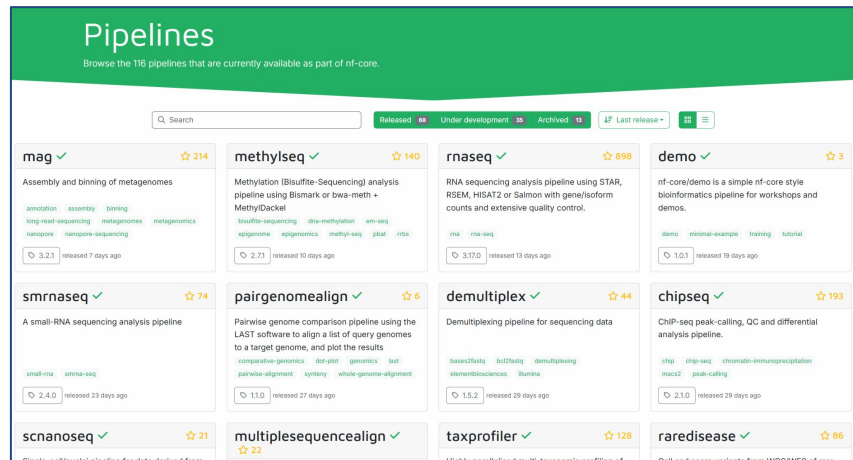 Pipelines
Browse the 116 pipelines that are currently available as part of nf-core.
Search
Released 68 Under development 35 Archived 13
Last release
mag 214
Assembly and binning of metagenomes
annotation assembly binning
long-read-sequencing metagenomes metagenomics
nanopore nanopore-sequencing
3.2.1 released 7 days ago
methylseq 140
Methylation (Bisulfite-Sequencing) analysis
pipeline using Bismark or bwa-meth +
MethylDackel
bisulfite-sequencing dna-methylation em-seq
epigenome epigenomics methyl-seq pbat rrbs
2.7.1 released 10 days ago
rnaseq 898
RNA sequencing analysis pipeline using STAR,
RSEM, HISAT2 or Salmon with gene/isoform
counts and extensive quality control.
rna rna-seq
3.17.0 released 13 days ago
demo 3
nf-core/demo is a simple nf-core style
bioinformatics pipeline for workshops and
demos.
demo minimal-example training tutorial
1.0.1 released 19 days ago
smrnaseq 74
A small-RNA sequencing analysis pipeline
small-rna smrna-seq
2.4.0 released 23 days ago
pairgenomealign 6
Pairwise genome comparison pipeline using the
LAST software to align a list of query genomes
to a target genome, and plot the results
comparative-genomics dot-plot genomics last
pairwise-alignment synteny whole-genome-alignment
1.1.0 released 27 days ago
demultiplex 44
Demultiplexing pipeline for sequencing data
bases2fastq bcl2fastq demultiplexing
elementbiosciences illumina
1.5.2 released 29 days ago
chipseq 193
ChIP-seq peak-calling, QC and differential
analysis pipeline.
chip chip-seq chromatin-immunoprecipitation
macs2 peak-calling
2.1.0 released 29 days ago
scnanoseq 21
multiplesequencealign
22
taxprofiler 128
raredisease 86